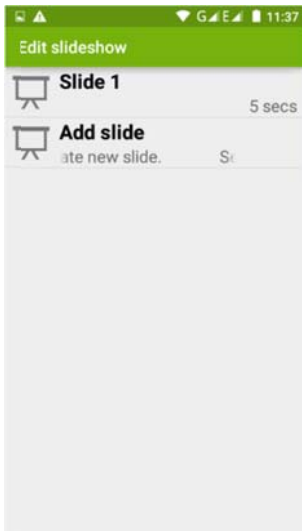 G E 11:37
Edit slideshow
Slide 1
5 secs
Add slide
ate new slide.